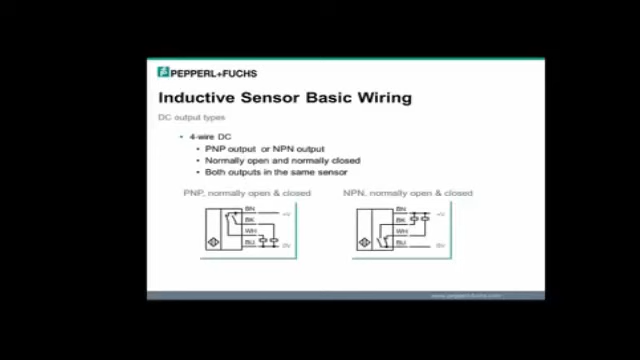 PEPPERL+FUCHS
Inductive Sensor Basic Wiring
DC output types
• 4-wire DC
• PNP output or NPN output
• Normally open and normally closed
• Both outputs in the same sensor
PNP, normally open & closed
NPN, normally open & closed
BN +V
BK
WH
BU 0V
BN +V
BK
WH
BU 0V
www.pepperl-fuchs.com